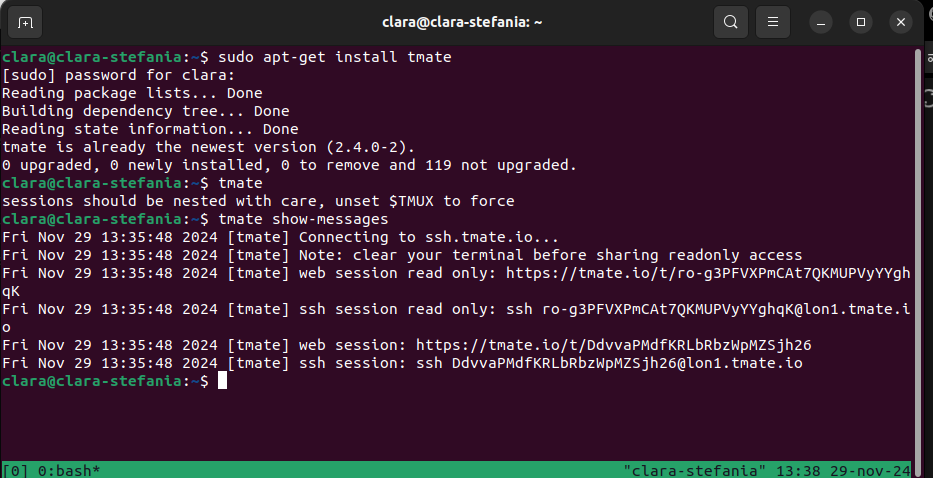 clara@clara-stefania: ~
clara@clara-stefania:~$ sudo apt-get install tmate
[sudo] password for clara:
Reading package lists... Done
Building dependency tree... Done
Reading state information... Done
tmate is already the newest version (2.4.0-2).
0 upgraded, 0 newly installed, 0 to remove and 119 not upgraded.
clara@clara-stefania:~$ tmate
sessions should be nested with care, unset $TMUX to force
clara@clara-stefania:~$ tmate show-messages
Fri Nov 29 13:35:48 2024 [tmate] Connecting to ssh.tmate.io...
Fri Nov 29 13:35:48 2024 [tmate] Note: clear your terminal before sharing readonly access
Fri Nov 29 13:35:48 2024 [tmate] web session read only: https://tmate.io/t/ro-g3PFVXPmCAt7QKMUPVyYYgh
qK
Fri Nov 29 13:35:48 2024 [tmate] ssh session read only: ssh ro-g3PFVXPmCAt7QKMUPVyYYghqK@lon1.tmate.i
o
Fri Nov 29 13:35:48 2024 [tmate] web session: https://tmate.io/t/DdvvaPMdfKRLbRbzWpMZSjh26
Fri Nov 29 13:35:48 2024 [tmate] ssh session: ssh DdvvaPMdfKRLbRbzWpMZSjh26@lon1.tmate.io
clara@clara-stefania:~$
[0] 0:bash* "clara-stefania" 13:38 29-nov-24